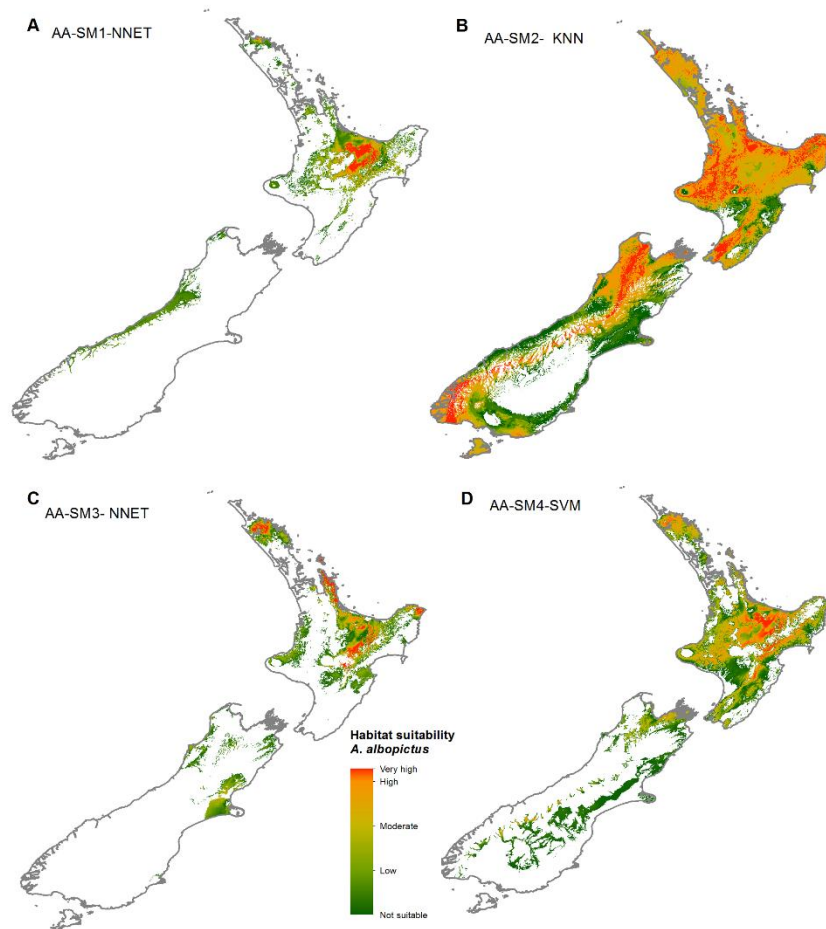 A
AA-SM1-NNET
B
AA-SM2- KNN
C
AA-SM3- NNET
D
AA-SM4-SVM
Habitat suitability
A. albopictus
Very high
High
Moderate
Low
Not suitable